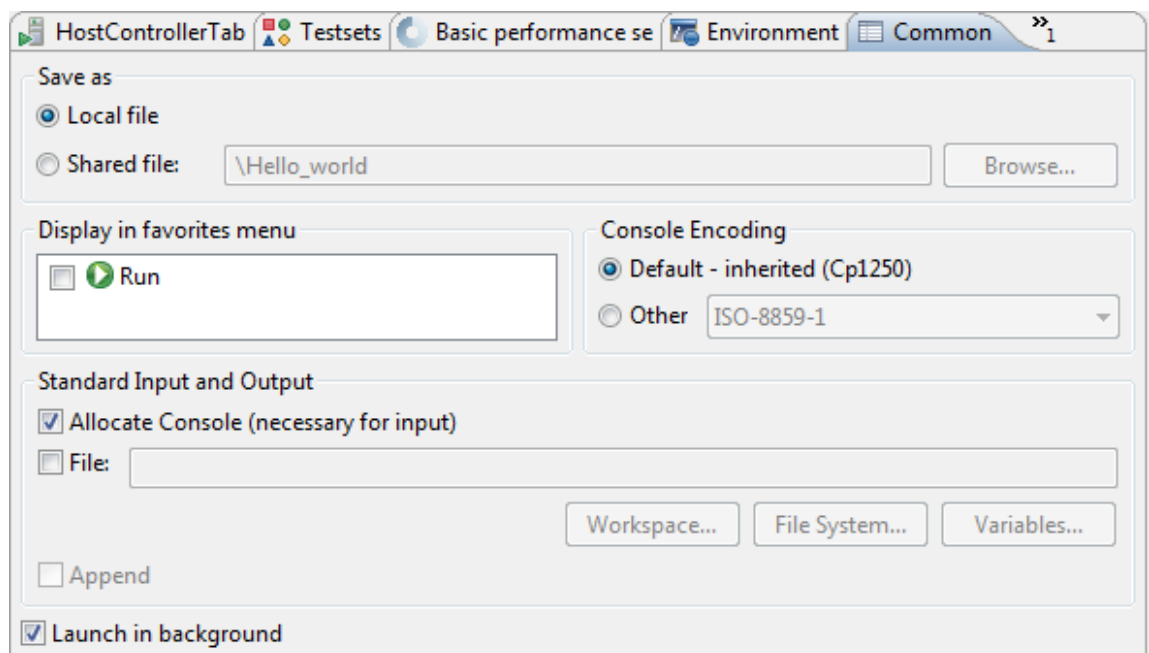 HostControllerTab Testsets Basic performance se Environment Common »1
Save as
Local file
Shared file: \Hello_world Browse...
Display in favorites menu
Run
Console Encoding
Default - inherited (Cp1250)
Other ISO-8859-1
Standard Input and Output
Allocate Console (necessary for input)
File:
Workspace... File System... Variables...
Append
Launch in background